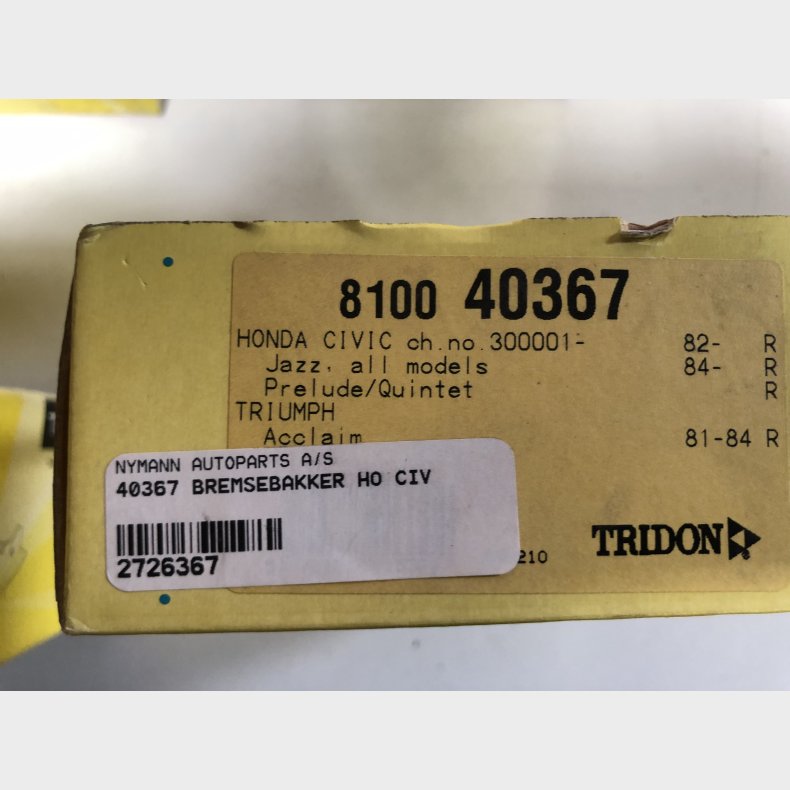 8100 40367
HONDA CIVIC ch.no.300001- 82- R
Jazz, all models 84- R
Prelude/Quintet R
TRIUMPH
Acclaim 81-84 R
NYMANN AUTOPARTS A/S
40367 BREMSEBAKKER HO CIV
2726367
210
TRIDON